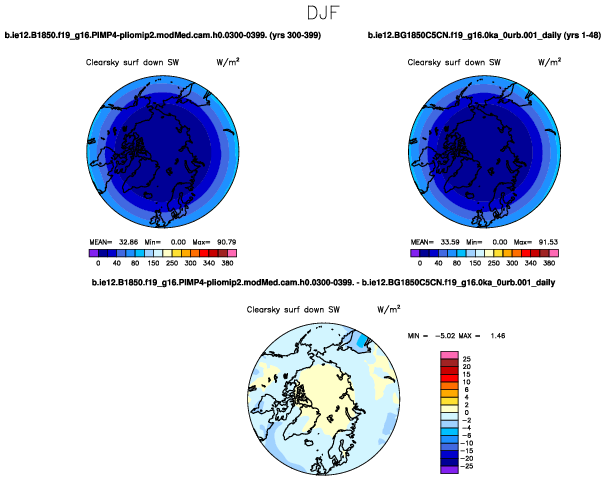 DJF
b.ie12.B1850.f19_g16.PIMP4-pliomip2.modMed.cam.h0.0300-0399. (yrs 300-399)
b.ie12.BG1850C5CN.f19_g16.0ka_0urb.001_daily (yrs 1-48)
Clearsky surf down SW W/m²
Clearsky surf down SW W/m²
MEAN= 32.86 Min= 0.00 Max= 90.79
MEAN= 33.59 Min= 0.00 Max= 91.53
0 40 80 150 250 300 340 380
0 40 80 150 250 300 340 380
b.ie12.B1850.f19_g16.PIMP4-pliomip2.modMed.cam.h0.0300-0399. - b.ie12.BG1850C5CN.f19_g16.0ka_0urb.001_daily
Clearsky surf down SW W/m²
MIN = -5.02 MAX = 1.46
25
20
15
10
8
6
4
2
0
-2
-4
-6
-8
-10
-15
-20
-25